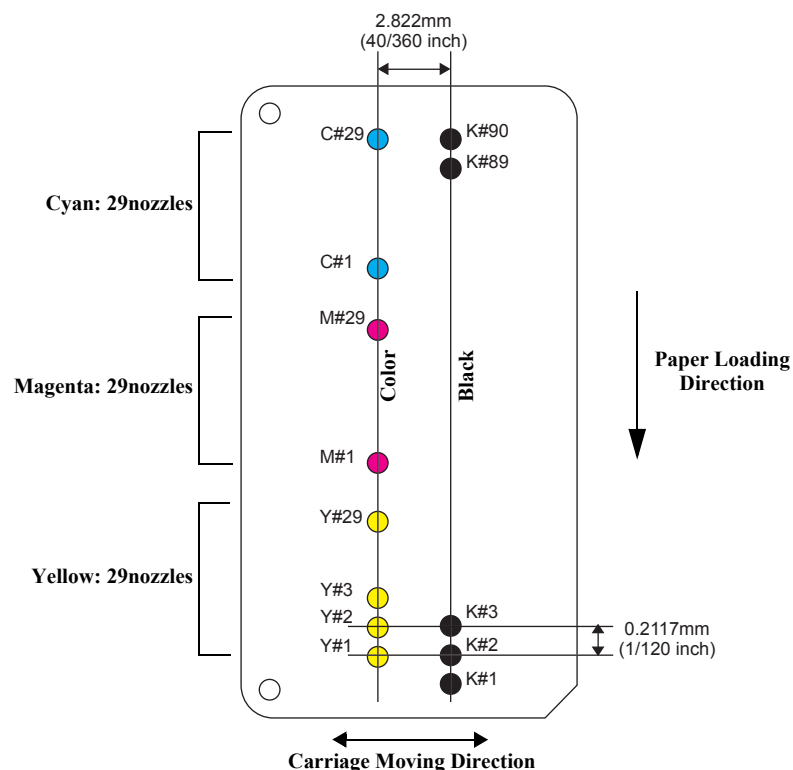 2.822mm
(40/360 inch)
C#29
K#90
K#89
Cyan: 29nozzles
C#1
M#29
Color
Black
Paper Loading
Direction
Magenta: 29nozzles
M#1
Y#29
Yellow: 29nozzles
Y#3
K#3
Y#2
0.2117mm
(1/120 inch)
Y#1
K#2
K#1
Carriage Moving Direction